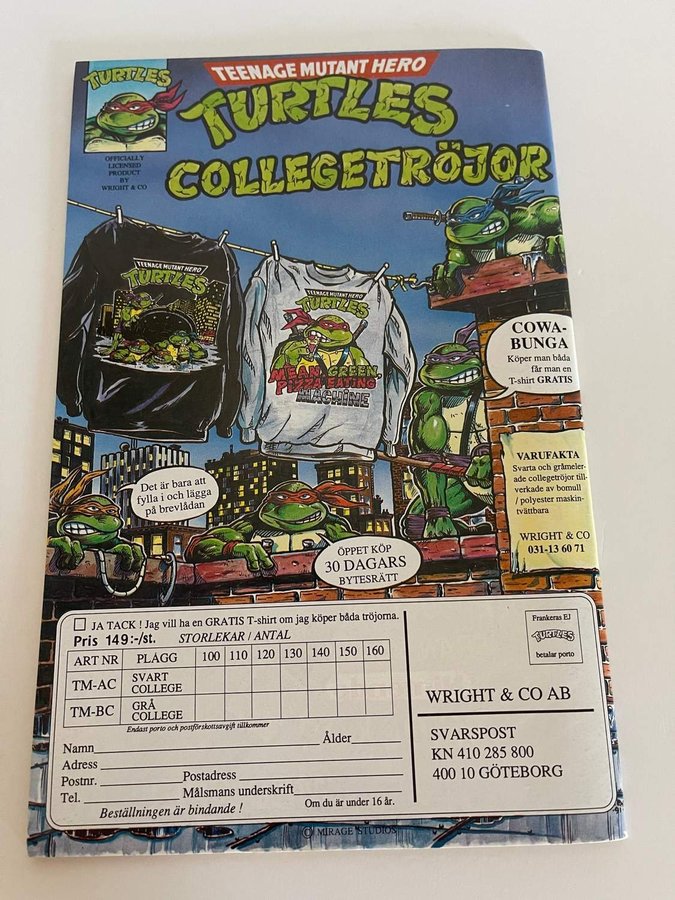 TURTLES
OFFICIALLY
LICENSED
PRODUCT
BY
WRIGHT & CO
TEENAGE MUTANT HERO
TURTLES
COLLEGETRÖJOR
TEENAGE MUTANT HERO
TURTLES
TEENAGE MUTANT HERO
TURTLES
MEAN, GREEN,
PIZZA EATING
MACHINE
COWA-
BUNGA
Köper man båda
får man en
T-shirt GRATIS
VARUFAKTA
Svarta och gråmeler-
ade collegetröjor till-
verkade av bomull
/ polyester maskin-
tvättbara
WRIGHT & CO
031-13 60 71
Det är bara att
fylla i och lägga
på brevlådan
ÖPPET KÖP
30 DAGARS
BYTESRÄTT
JA TACK ! Jag vill ha en GRATIS T-shirt om jag köper båda tröjorna.
Pris 149:-/st. STORLEKAR / ANTAL
ART NR PLAGG 100 110 120 130 140 150 160
TM-AC SVART COLLEGE
TM-BC GRÅ COLLEGE
Endast porto och postförskottsavgift tillkommer
Namn Ålder
Adress
Postnr. Postadress
Tel. Målsmans underskrift
Om du är under 16 år.
Beställningen är bindande !
Frankeras EJ
TURTLES
betalar porto
WRIGHT & CO AB
SVARSPOST
KN 410 285 800
400 10 GÖTEBORG
© MIRAGE STUDIOS